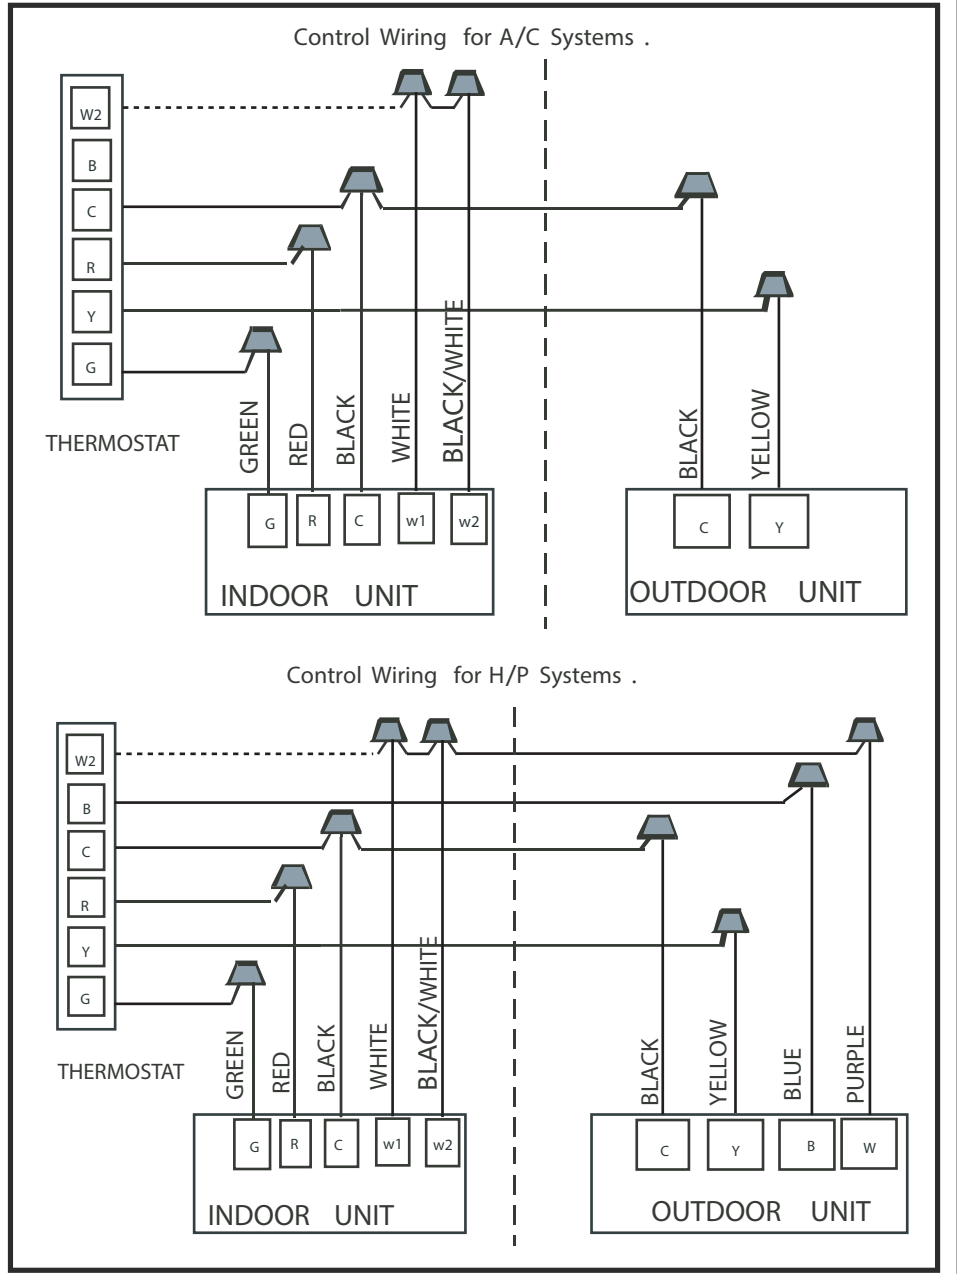 Control Wiring for A/C Systems .
W2
B
C
R
Y
G
THERMOSTAT
GREEN
RED
BLACK
WHITE
BLACK/WHITE
BLACK
YELLOW
G
R
C
w1
w2
C
Y
INDOOR UNIT
OUTDOOR UNIT
Control Wiring for H/P Systems .
W2
B
C
R
Y
G
THERMOSTAT
GREEN
RED
BLACK
WHITE
BLACK/WHITE
BLACK
YELLOW
BLUE
PURPLE
G
R
C
w1
w2
C
Y
B
W
INDOOR UNIT
OUTDOOR UNIT